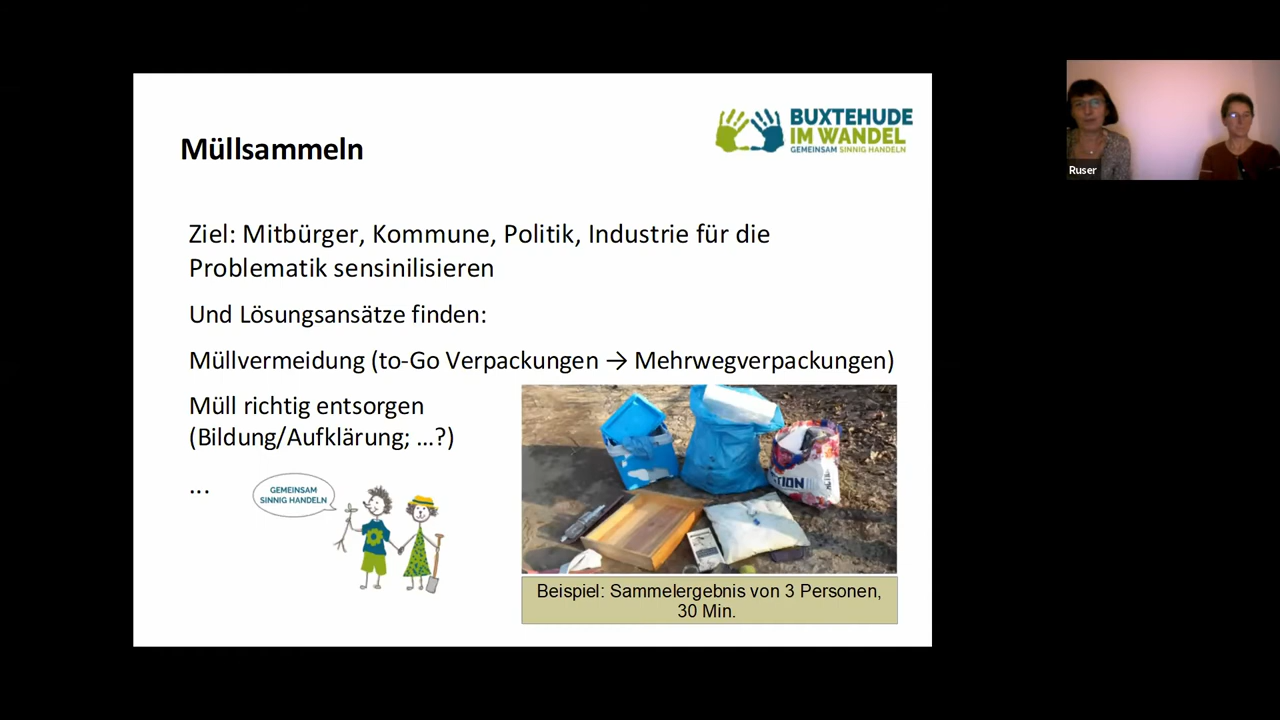 Müllsammeln
BUXTEHUDE
IM WANDEL
GEMEINSAM SINNIG HANDELN
Ruser
Ziel: Mitbürger, Kommune, Politik, Industrie für die
Problematik sensinilisieren
Und Lösungsansätze finden:
Müllvermeidung (to-Go Verpackungen → Mehrwegverpackungen)
Müll richtig entsorgen
(Bildung/Aufklärung; ...?)
...
GEMEINSAM
SINNIG HANDELN
Beispiel: Sammelergebnis von 3 Personen,
30 Min.